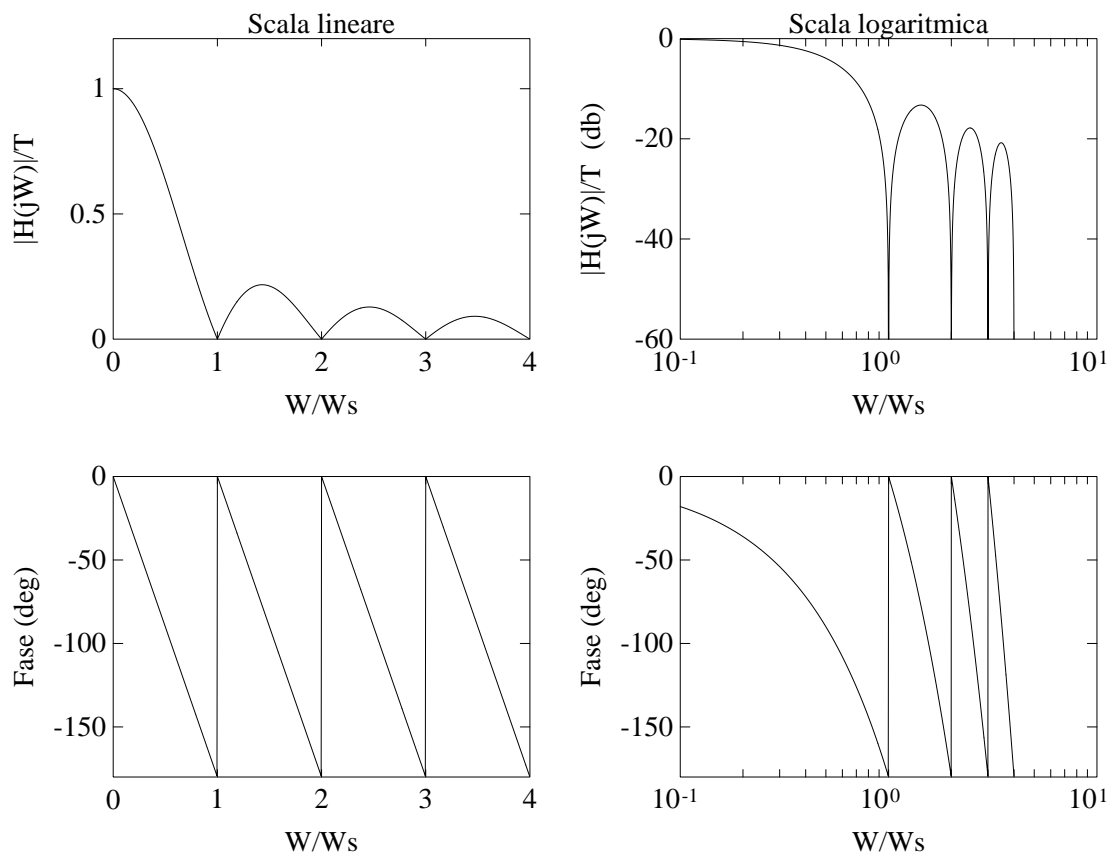 Scala lineare
|H(jW)|/T
1
0.5
0
0 1 2 3 4
W/Ws
Scala logaritmica
|H(jW)|/T (db)
0
-20
-40
-60
10-1 100 101
W/Ws
Fase (deg)
0
-50
-100
-150
0 1 2 3 4
W/Ws
Fase (deg)
0
-50
-100
-150
10-1 100 101
W/Ws